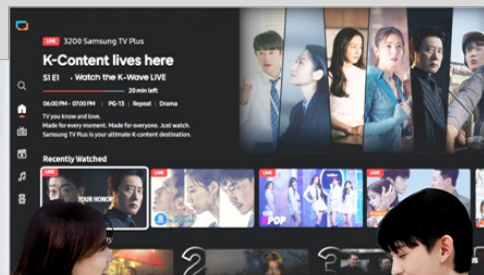 LIVE 3200 Samsung TV Plus
K-Content lives here
S1 E1 • Watch the K-Wave LIVE
20 min left
06:00 PM - 07:00 PM | PG-13 | Repeat | Drama
TV you know and love.
Made for every moment. Made for everyone. Just watch.
Samsung TV Plus is your ultimate K-content destination.
Recently Watched
LIVE
LIVE
LIVE
LIVE
YOUR HONOR
POP
2
3